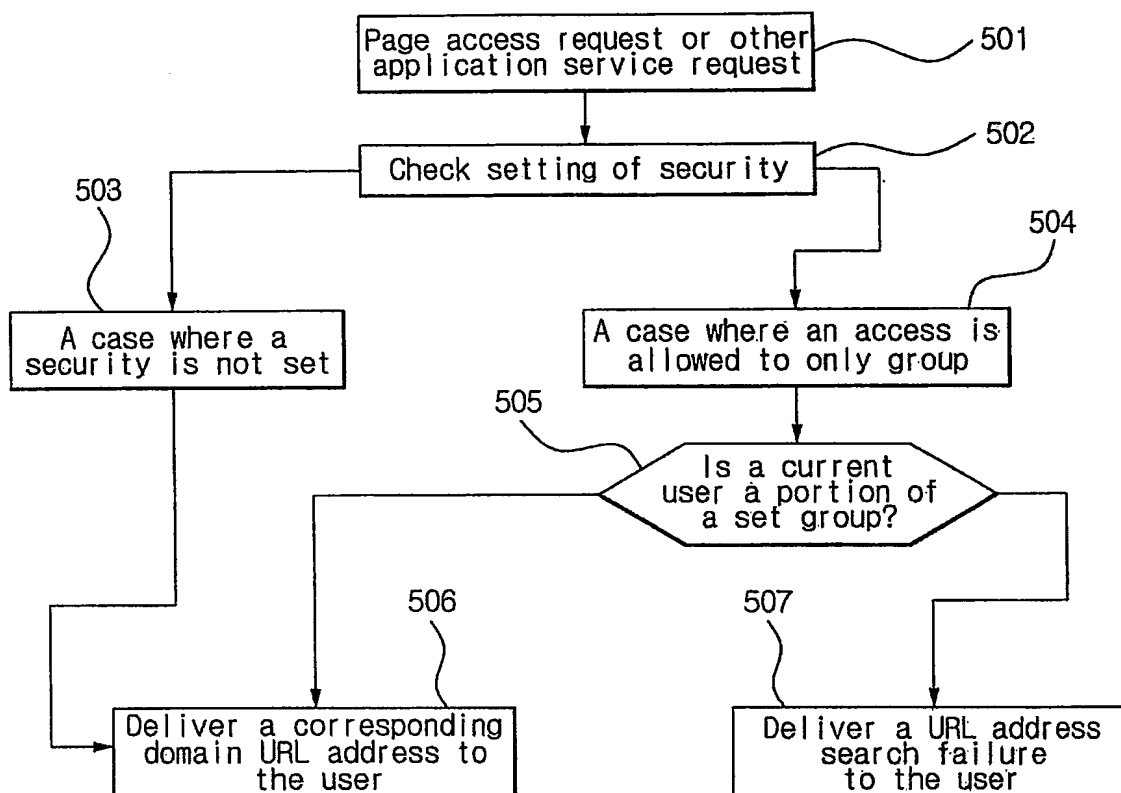 Page access request or other
application service request
501
Check setting of security
502
503
504
A case where a
security is not set
A case where an access is
allowed to only group
505
Is a current
user a portion of
a set group?
506
507
Deliver a corresponding
domain URL address to
the user
Deliver a URL address
search failure
to the user